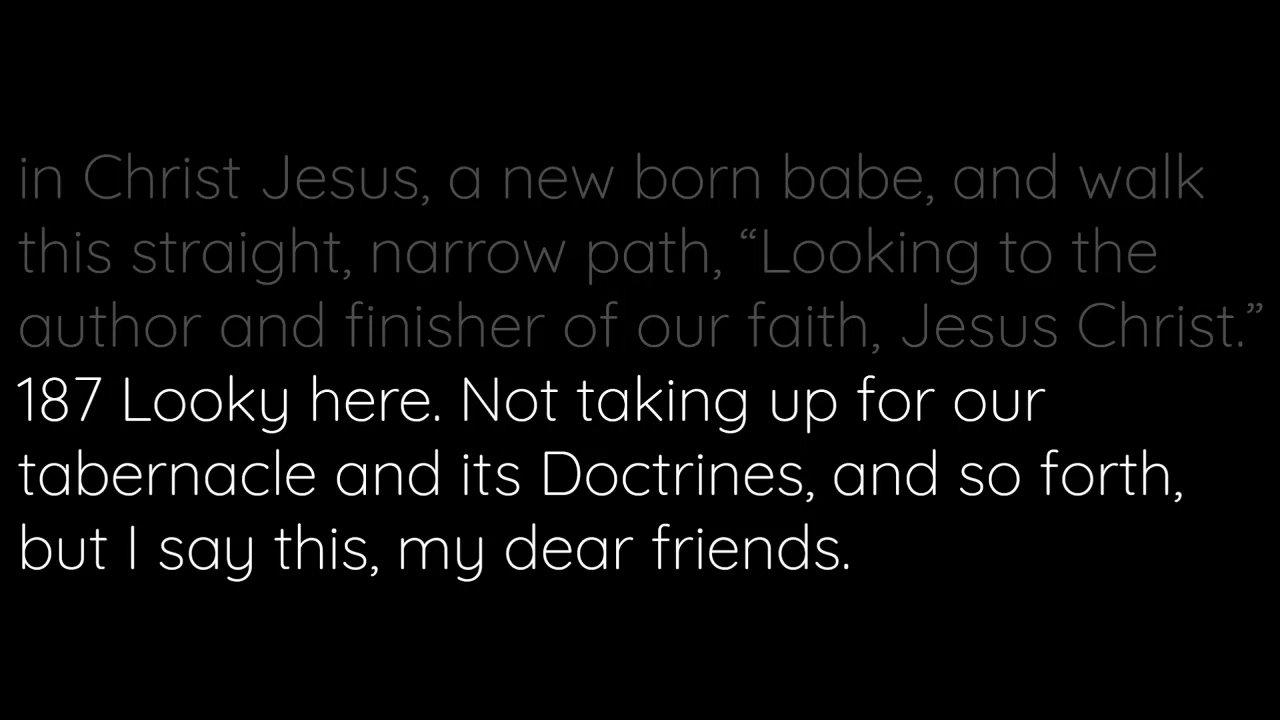 in Christ Jesus, a new born babe, and walk
this straight, narrow path, “Looking to the
author and finisher of our faith, Jesus Christ.”
187 Looky here. Not taking up for our
tabernacle and its Doctrines, and so forth,
but I say this, my dear friends.